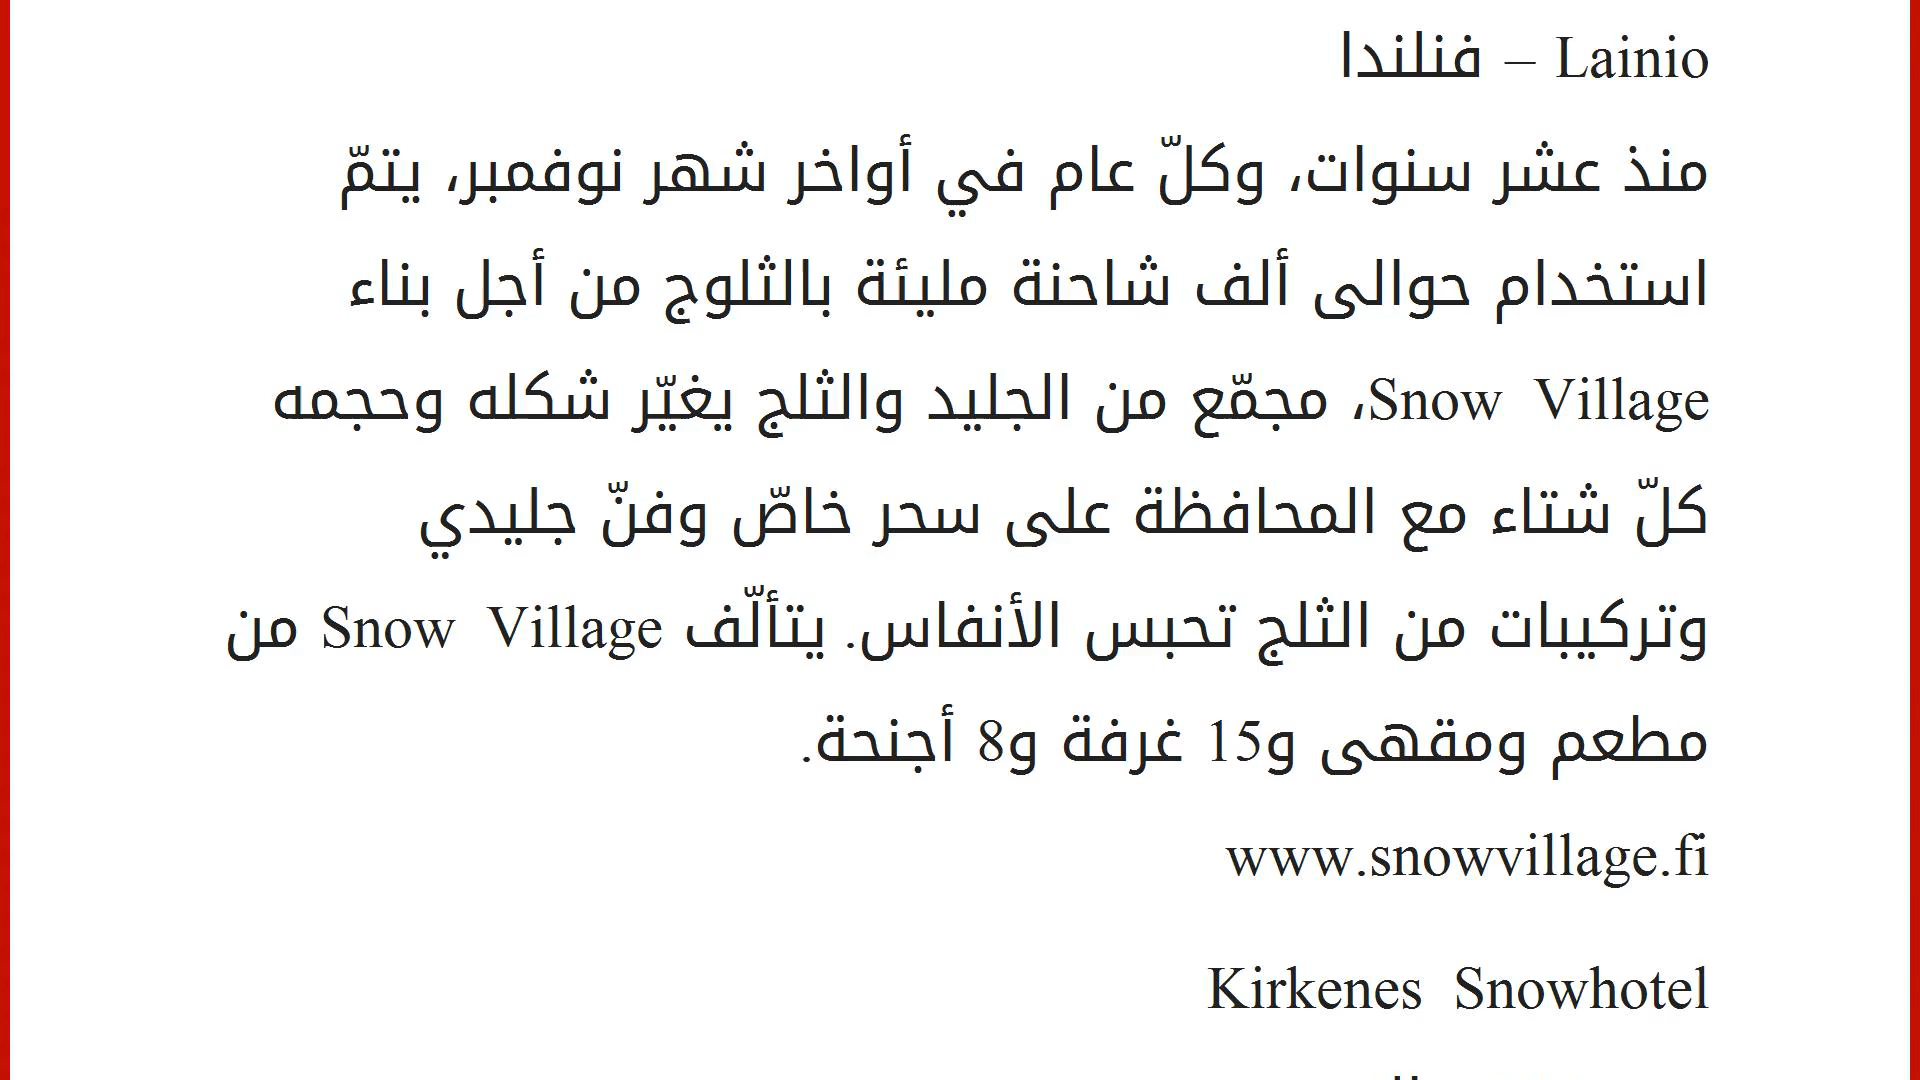 Lainio – فنلندا
منذ عشر سنوات، وكلّ عام في أواخر شهر نوفمبر، يتمّ
استخدام حوالى ألف شاحنة مليئة بالثلوج من أجل بناء
Snow Village، مجمّع من الجليد والثلج يغيّر شكله وحجمه
كلّ شتاء مع المحافظة على سحر خاصّ وفنّ جليدي
وتركيبات من الثلج تحبس الأنفاس. يتألّف Snow Village من
مطعم ومقهى و15 غرفة و8 أجنحة.
www.snowvillage.fi
Kirkenes Snowhotel